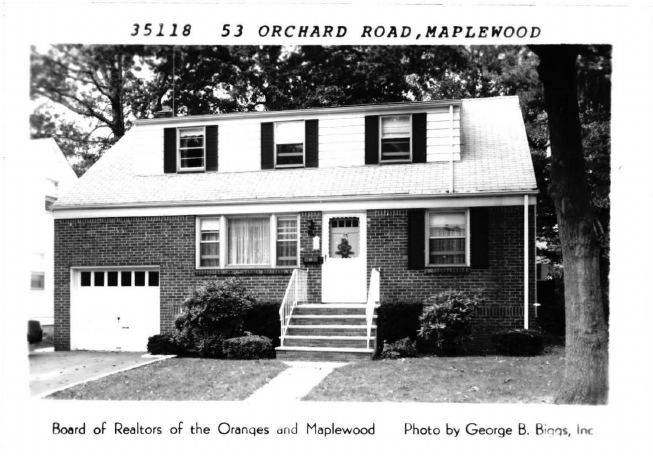 35118 53 ORCHARD ROAD, MAPLEWOOD
Board of Realtors of the Oranges and Maplewood Photo by George B. Biggs, Inc